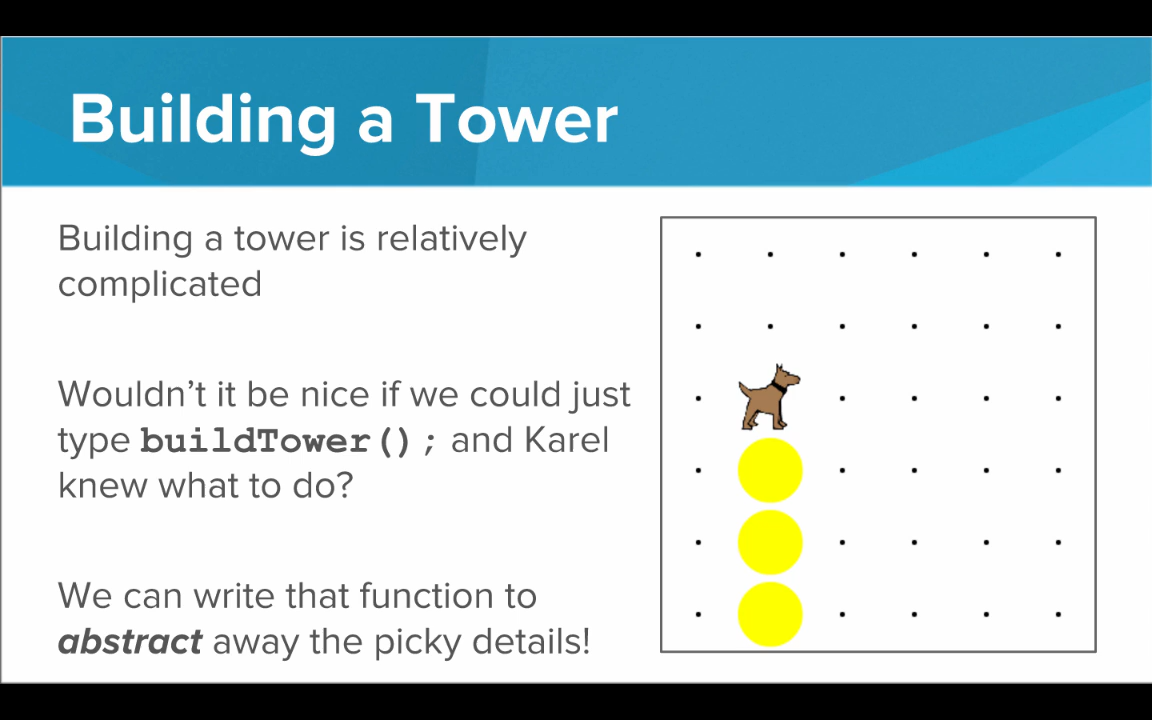 Building a Tower
Building a tower is relatively
complicated
Wouldn’t it be nice if we could just
type buildTower(); and Karel
knew what to do?
We can write that function to
abstract away the picky details!